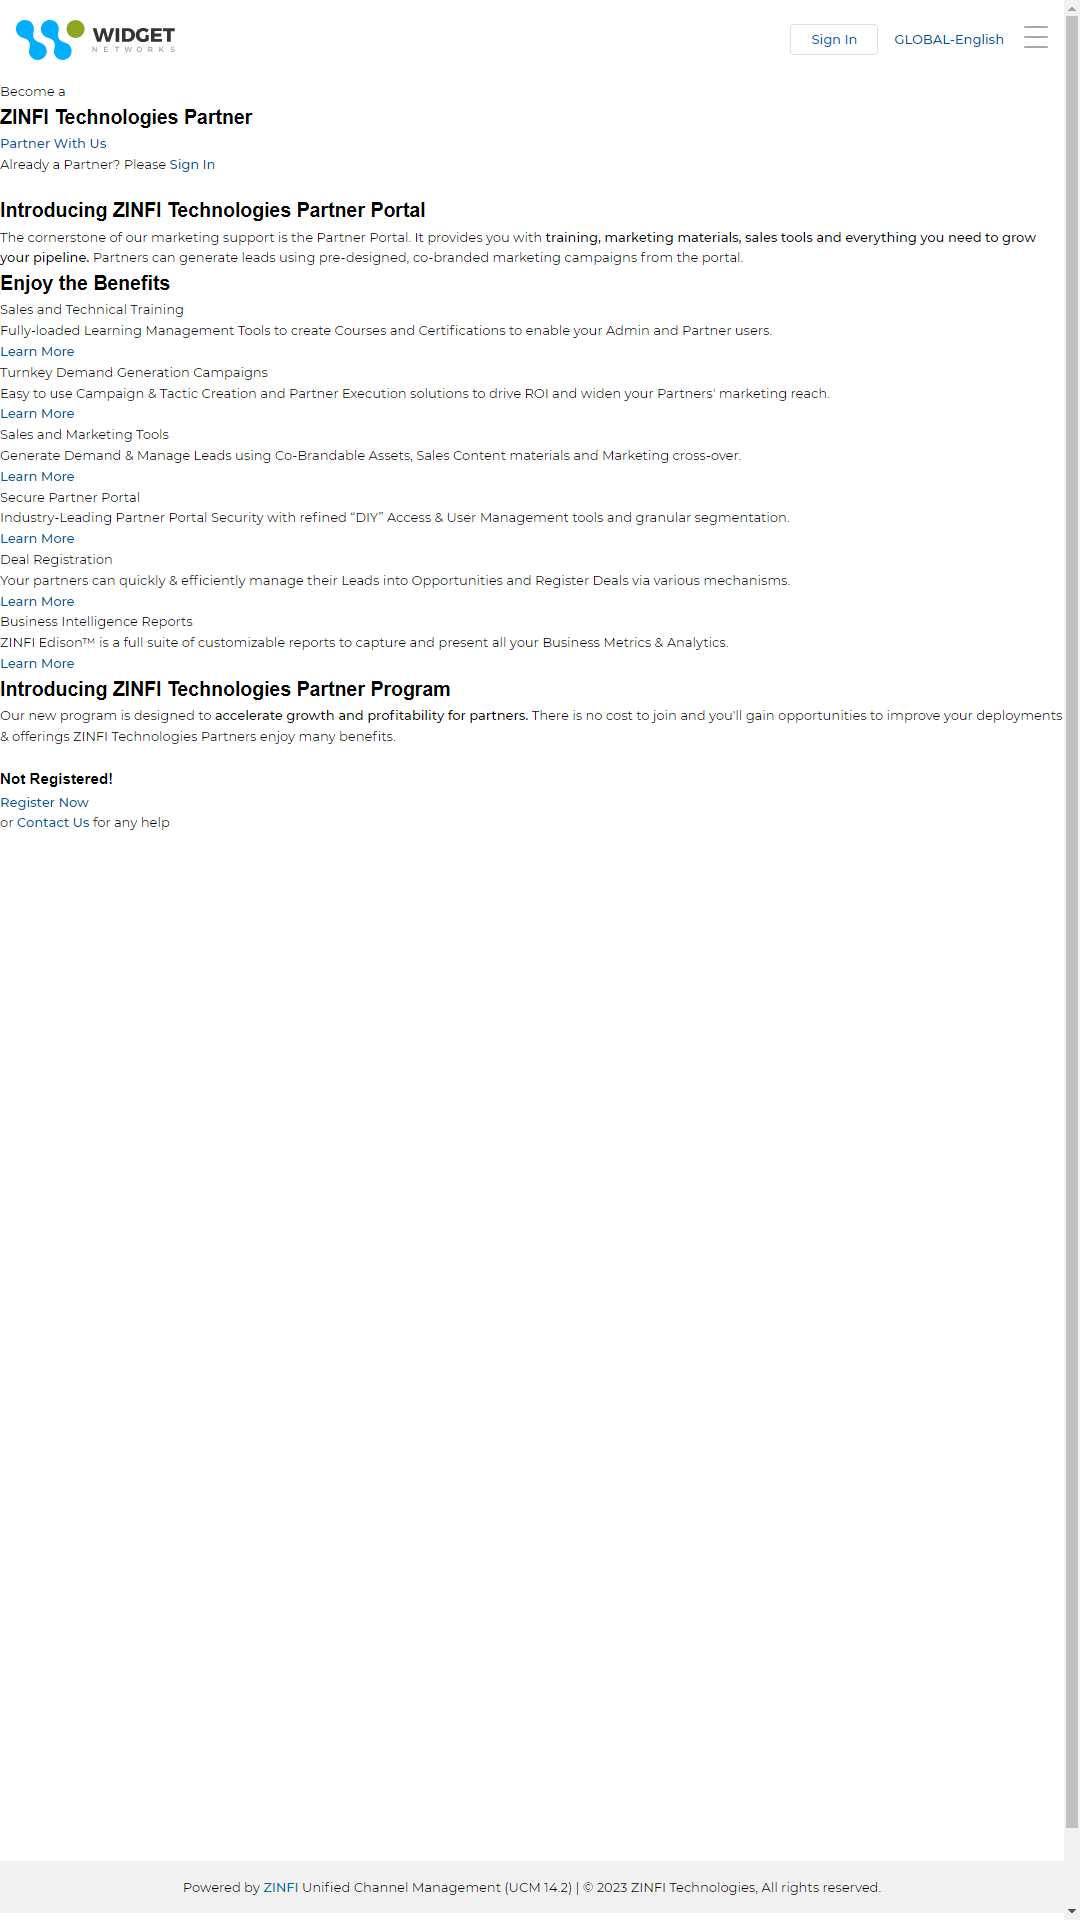 WIDGET
NETWORKS
Sign In
GLOBAL-English
Become a
ZINFI Technologies Partner
Partner With Us
Already a Partner? Please Sign In
Introducing ZINFI Technologies Partner Portal
The cornerstone of our marketing support is the Partner Portal. It provides you with training, marketing materials, sales tools and everything you need to grow
your pipeline. Partners can generate leads using pre-designed, co-branded marketing campaigns from the portal.
Enjoy the Benefits
Sales and Technical Training
Fully-loaded Learning Management Tools to create Courses and Certifications to enable your Admin and Partner users.
Learn More
Turnkey Demand Generation Campaigns
Easy to use Campaign & Tactic Creation and Partner Execution solutions to drive ROI and widen your Partners' marketing reach.
Learn More
Sales and Marketing Tools
Generate Demand & Manage Leads using Co-Brandable Assets, Sales Content materials and Marketing cross-over.
Learn More
Secure Partner Portal
Industry-Leading Partner Portal Security with refined “DIY” Access & User Management tools and granular segmentation.
Learn More
Deal Registration
Your partners can quickly & efficiently manage their Leads into Opportunities and Register Deals via various mechanisms.
Learn More
Business Intelligence Reports
ZINFI Edison™ is a full suite of customizable reports to capture and present all your Business Metrics & Analytics.
Learn More
Introducing ZINFI Technologies Partner Program
Our new program is designed to accelerate growth and profitability for partners. There is no cost to join and you'll gain opportunities to improve your deployments
& offerings ZINFI Technologies Partners enjoy many benefits.
Not Registered!
Register Now
or Contact Us for any help
Powered by ZINFI Unified Channel Management (UCM 14.2) | © 2023 ZINFI Technologies, All rights reserved.